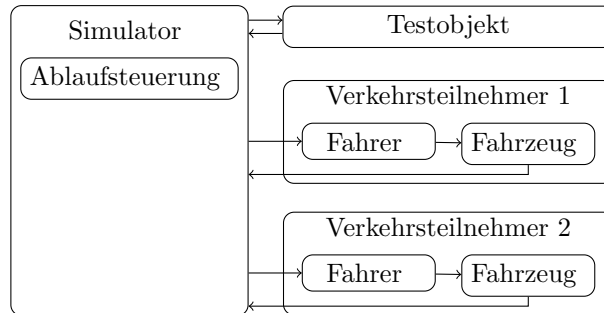 Simulator
Ablaufsteuerung
Testobjekt
Verkehrsteilnehmer 1
Fahrer
Fahrzeug
Verkehrsteilnehmer 2
Fahrer
Fahrzeug